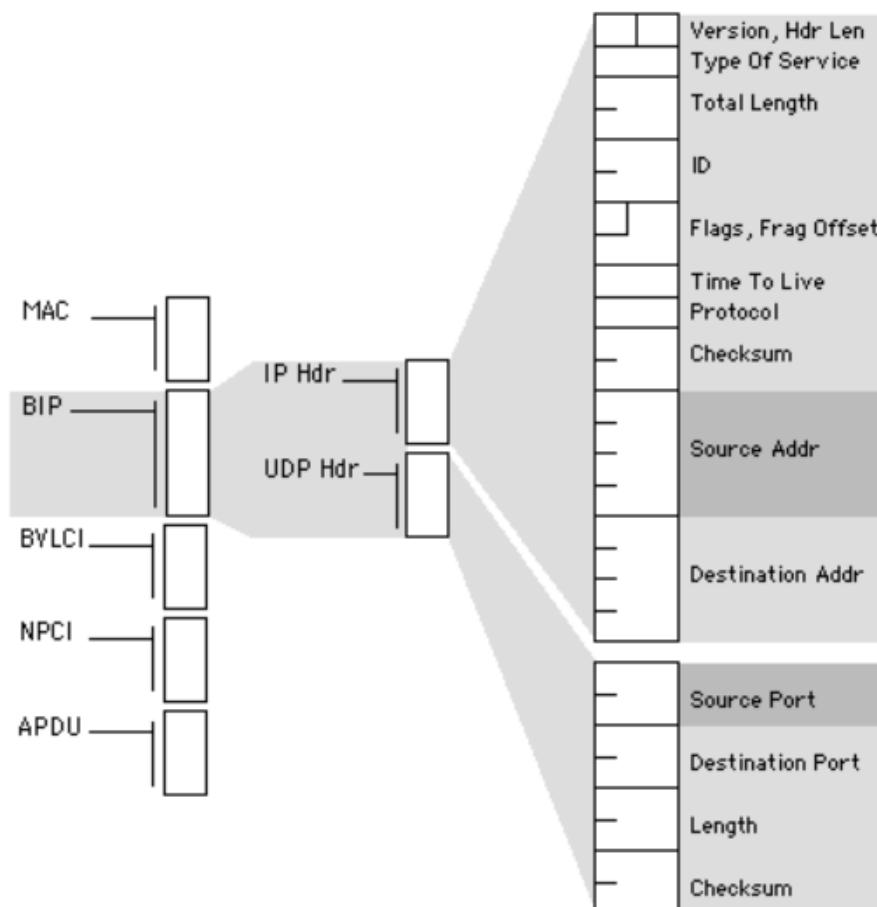 MAC
BIP
BVLCI
NPCI
APDU
IP Hdr
UDP Hdr
Version, Hdr Len
Type Of Service
Total Length
ID
Flags, Frag Offset
Time To Live
Protocol
Checksum
Source Addr
Destination Addr
Source Port
Destination Port
Length
Checksum